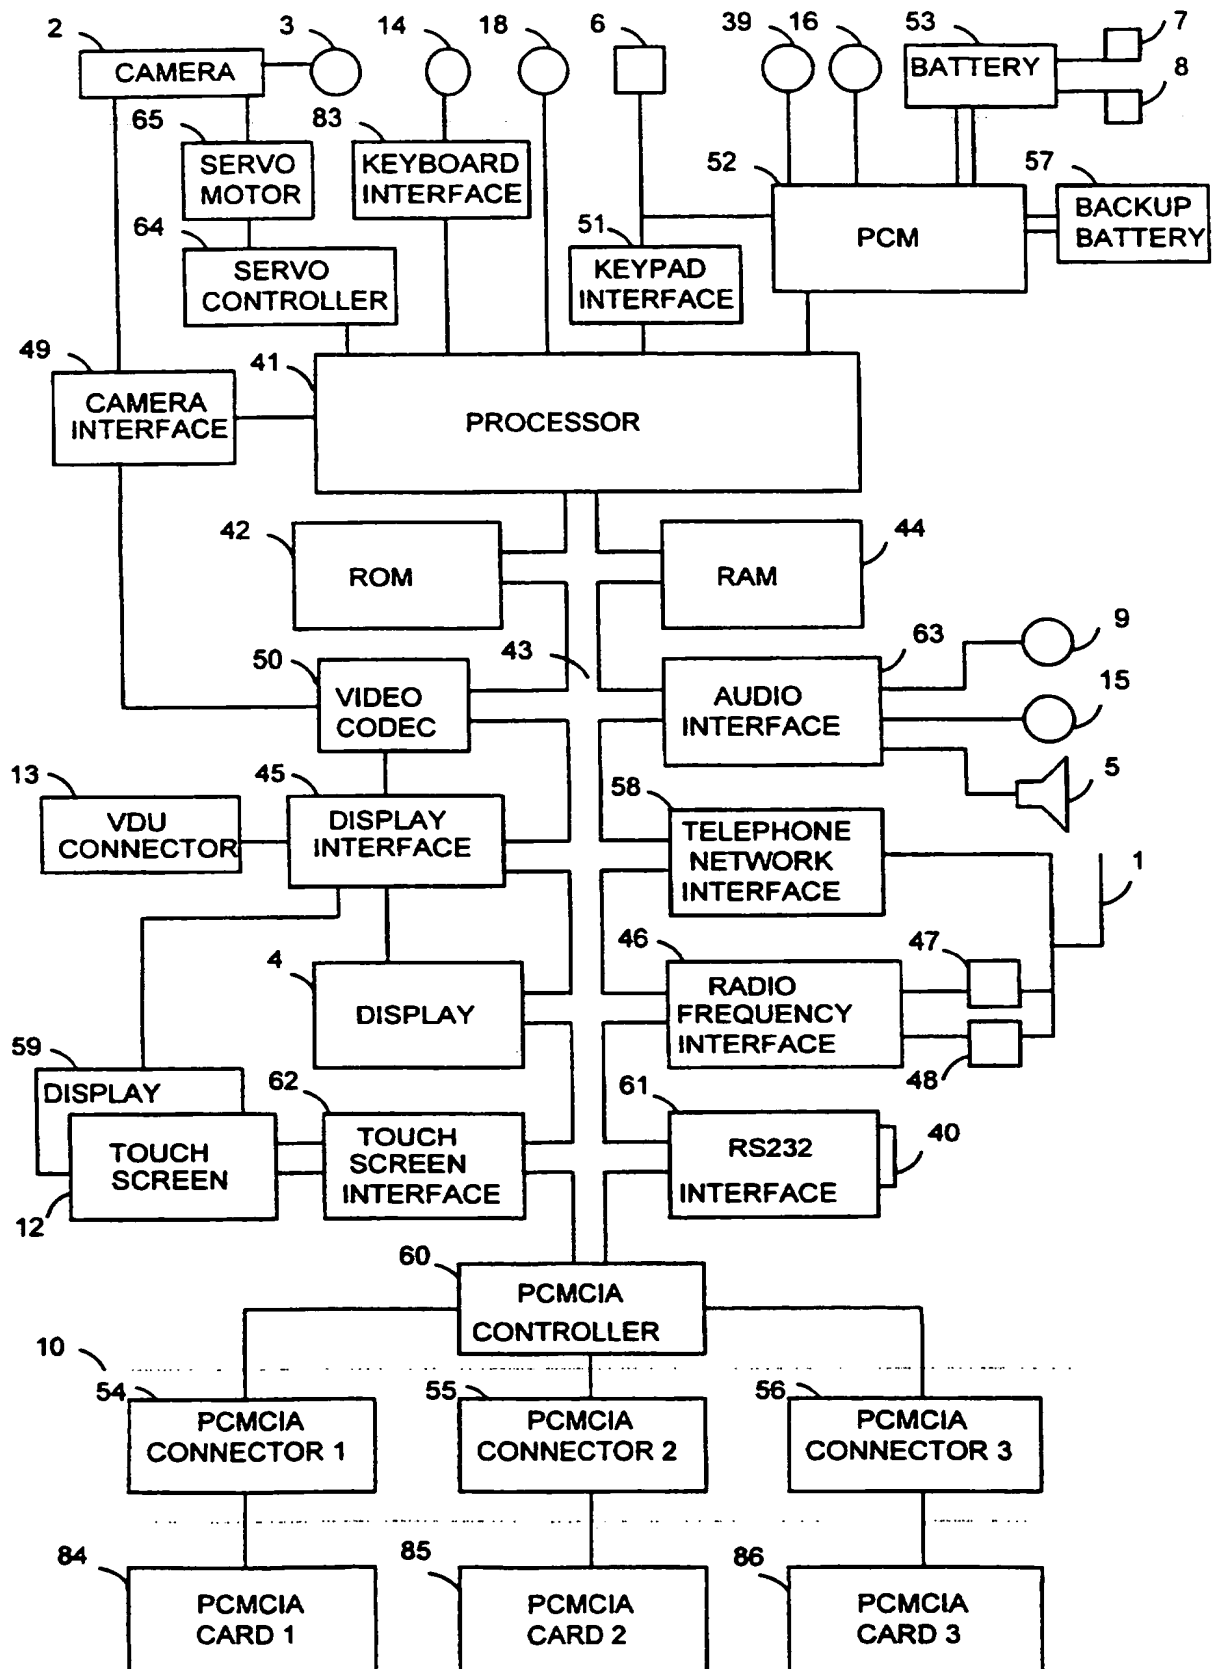 2
3
14
18
6
39
16
53
7
CAMERA
BATTERY
8
65
83
52
57
SERVO
MOTOR
KEYBOARD
INTERFACE
PCM
BACKUP
BATTERY
64
51
SERVO
CONTROLLER
KEYPAD
INTERFACE
49
41
CAMERA
INTERFACE
PROCESSOR
42
44
ROM
RAM
50
43
63
9
VIDEO
CODEC
AUDIO
INTERFACE
15
13
45
58
5
VDU
CONNECTOR
DISPLAY
INTERFACE
TELEPHONE
NETWORK
INTERFACE
1
4
46
47
DISPLAY
RADIO
FREQUENCY
INTERFACE
59
62
61
48
DISPLAY
TOUCH
SCREEN
TOUCH
SCREEN
INTERFACE
RS232
INTERFACE
40
12
60
PCMCIA
CONTROLLER
10
54
55
56
PCMCIA
CONNECTOR 1
PCMCIA
CONNECTOR 2
PCMCIA
CONNECTOR 3
84
85
86
PCMCIA
CARD 1
PCMCIA
CARD 2
PCMCIA
CARD 3